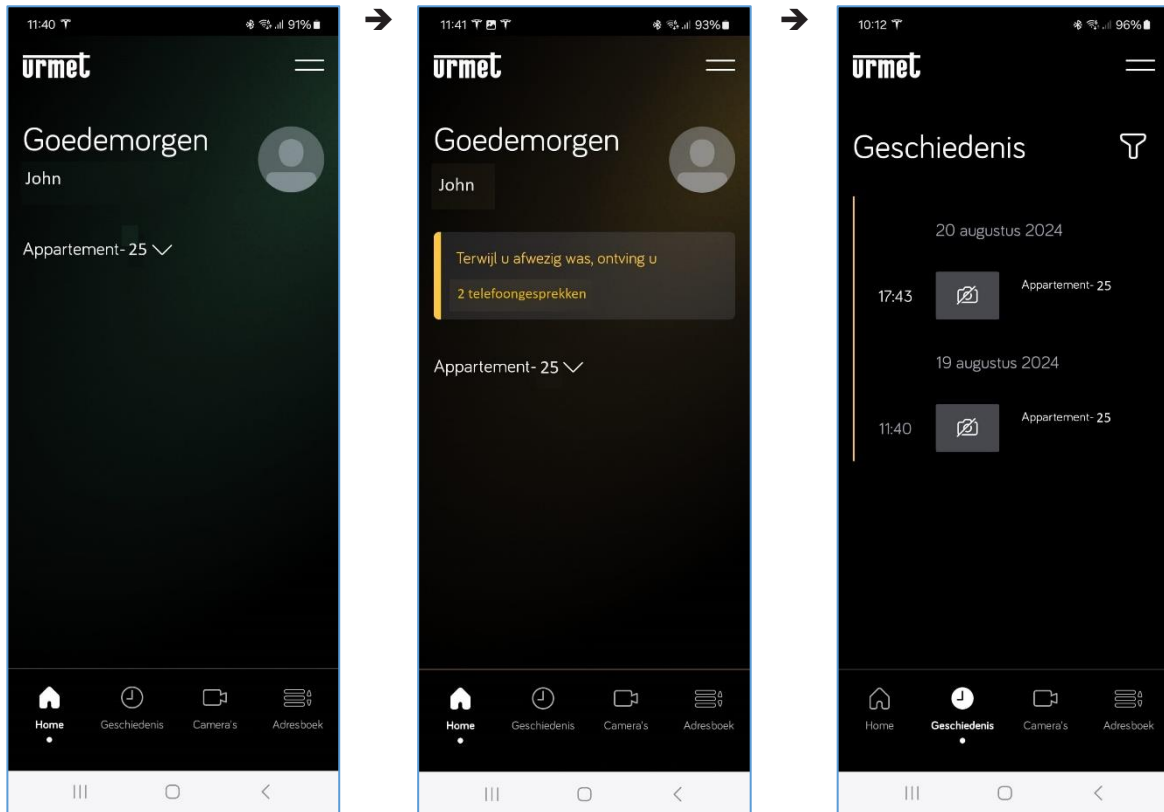 11:40 91%
urmet
Goedemorgen
John
Appartement- 25
Home Geschiedenis Camera's Adresboek
➔
11:41 93%
urmet
Goedemorgen
John
Terwijl u afwezig was, ontving u
2 telefoongesprekken
Appartement- 25
Home Geschiedenis Camera's Adresboek
➔
10:12 96%
urmet
Geschiedenis
20 augustus 2024
17:43 Appartement- 25
19 augustus 2024
11:40 Appartement- 25
Home Geschiedenis Camera's Adresboek